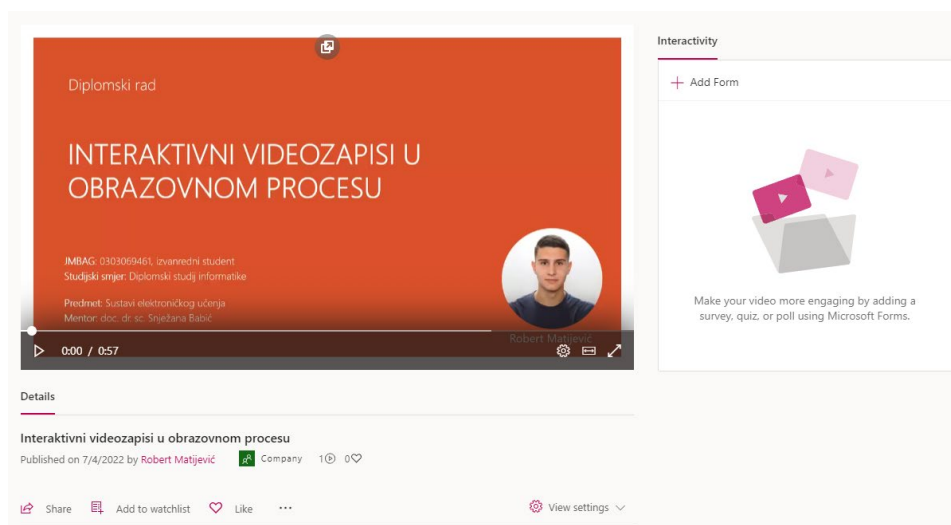 Diplomski rad
INTERAKTIVNI VIDEOZAPISI U
OBRAZOVNOM PROCESU
JMBAG: 0303069461, izvanredni student
Studijski smjer: Diplomski studij informatike
Predmet: Sustavi elektroničkog učenja
Mentor: doc. dr. sc. Snježana Babić
Robert Matijević
0:00 / 0:57
Interactivity
Add Form
Make your video more engaging by adding a
survey, quiz, or poll using Microsoft Forms.
Details
Interaktivni videozapisi u obrazovnom procesu
Published on 7/4/2022 by Robert Matijević Company 1 0
Share Add to watchlist Like ··· View settings